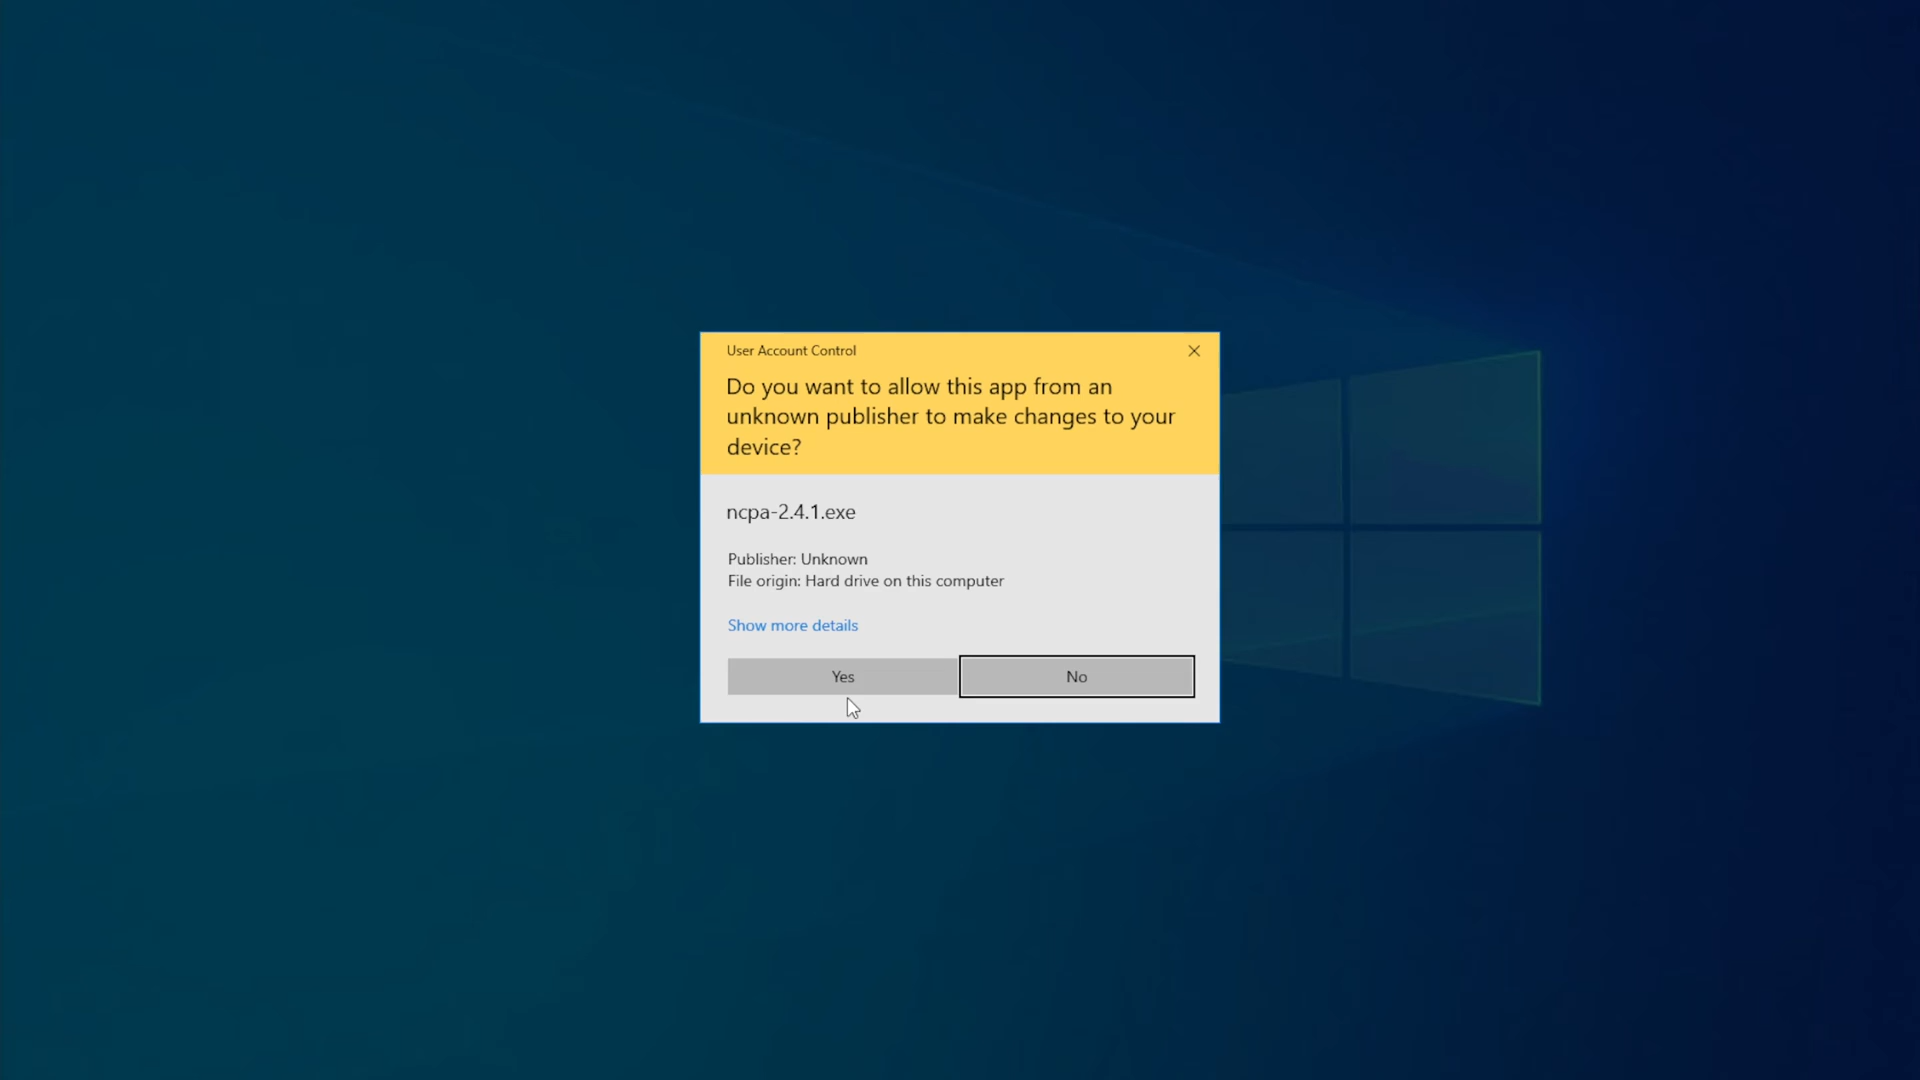 User Account Control
Do you want to allow this app from an
unknown publisher to make changes to your
device?
ncpa-2.4.1.exe
Publisher: Unknown
File origin: Hard drive on this computer
Show more details
Yes
No